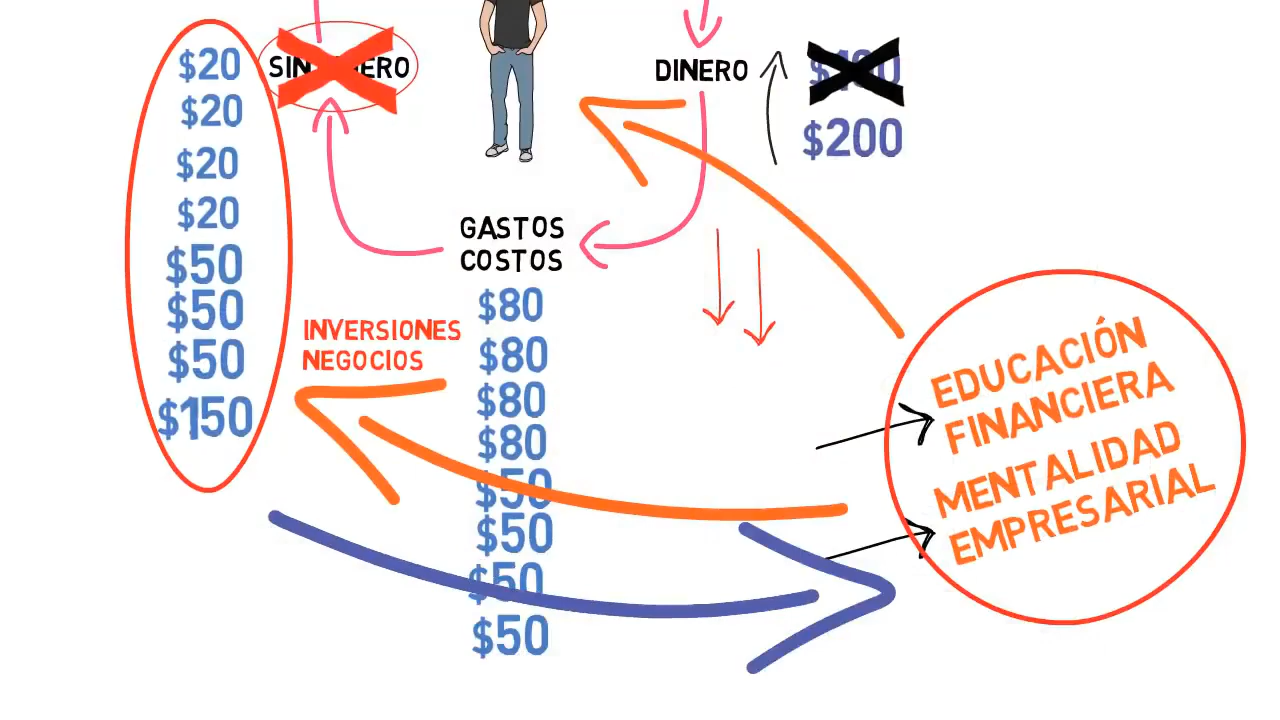 $20
$20
$20
$20
$50
$50
$50
$150
DINERO
$200
GASTOS
COSTOS
$80
$80
$80
$80
$50
$50
$50
$50
INVERSIONES
NEGOCIOS
EDUCACIÓN
FINANCIERA
MENTALIDAD
EMPRESARIAL